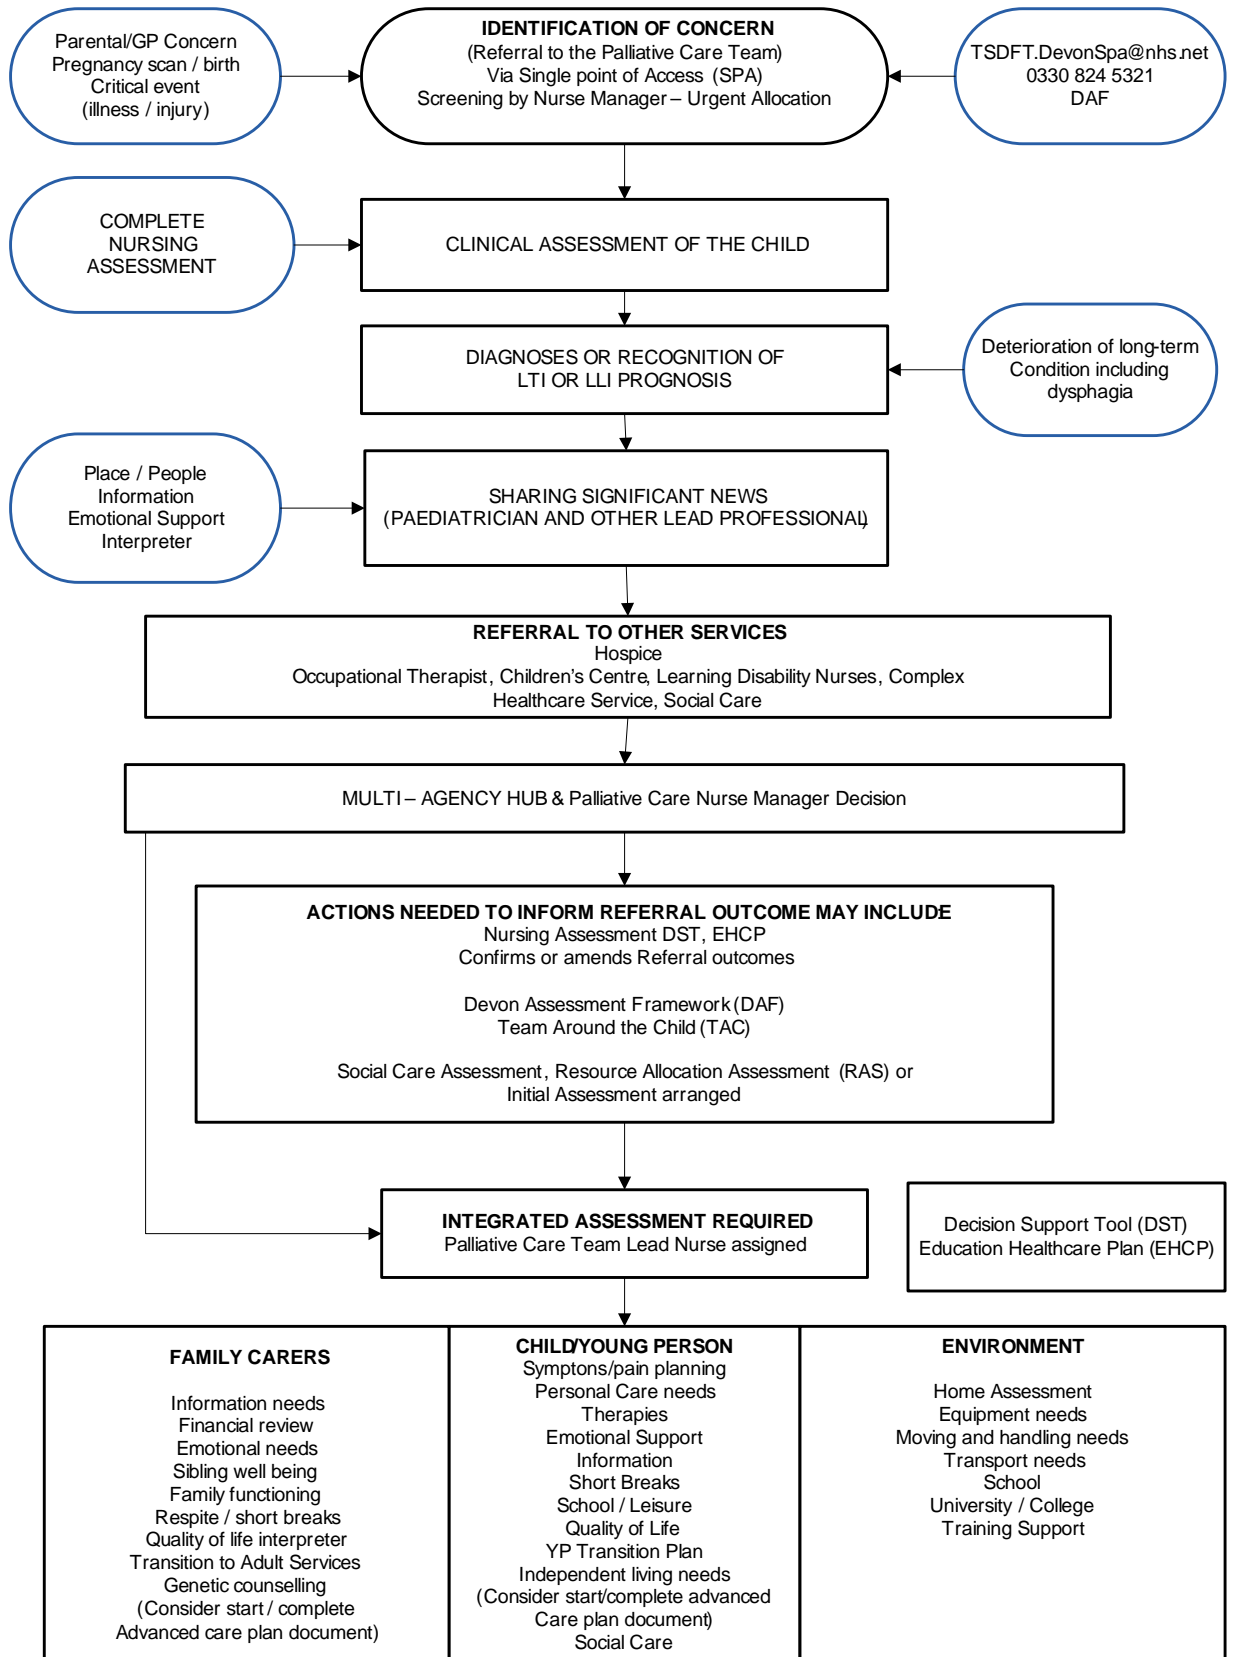 Parental/GP Concern
Pregnancy scan / birth
Critical event
(illness / injury)
IDENTIFICATION OF CONCERN
(Referral to the Palliative Care Team)
Via Single point of Access (SPA)
Screening by Nurse Manager – Urgent Allocation
TSDFT.DevonSpa@nhs.net
0330 824 5321
DAF
COMPLETE
NURSING
ASSESSMENT
CLINICAL ASSESSMENT OF THE CHILD
DIAGNOSES OR RECOGNITION OF
LTI OR LLI PROGNOSIS
Deterioration of long-term
Condition including
dysphagia
Place / People
Information
Emotional Support
Interpreter
SHARING SIGNIFICANT NEWS
(PAEDIATRICIAN AND OTHER LEAD PROFESSIONAL)
REFERRAL TO OTHER SERVICES
Hospice
Occupational Therapist, Children's Centre, Learning Disability Nurses, Complex
Healthcare Service, Social Care
MULTI – AGENCY HUB & Palliative Care Nurse Manager Decision
ACTIONS NEEDED TO INFORM REFERRAL OUTCOME MAY INCLUDE:
Nursing Assessment DST, EHCP
Confirms or amends Referral outcomes
Devon Assessment Framework (DAF)
Team Around the Child (TAC)
Social Care Assessment, Resource Allocation Assessment (RAS) or
Initial Assessment arranged
INTEGRATED ASSESSMENT REQUIRED
Palliative Care Team Lead Nurse assigned
Decision Support Tool (DST)
Education Healthcare Plan (EHCP)
FAMILY CARERS
Information needs
Financial review
Emotional needs
Sibling well being
Family functioning
Respite / short breaks
Quality of life interpreter
Transition to Adult Services
Genetic counselling
(Consider start / complete
Advanced care plan document)
CHILD/YOUNG PERSON
Symptons/pain planning
Personal Care needs
Therapies
Emotional Support
Information
Short Breaks
School / Leisure
Quality of Life
YP Transition Plan
Independent living needs
(Consider start/complete advanced
Care plan document)
Social Care
ENVIRONMENT
Home Assessment
Equipment needs
Moving and handling needs
Transport needs
School
University / College
Training Support